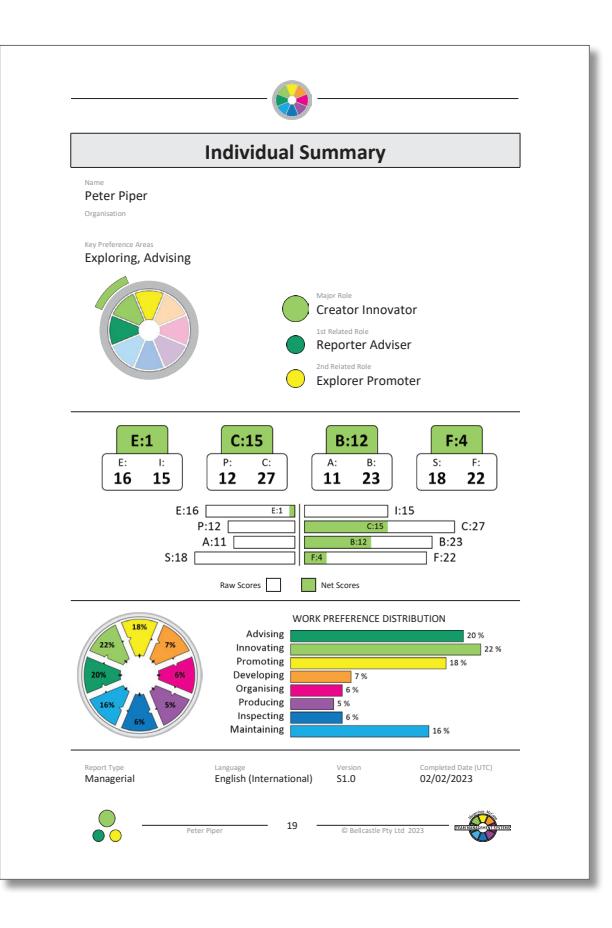 Individual Summary
Name
Peter Piper
Organisation
Key Preference Areas
Exploring, Advising
Major Role
Creator Innovator
1st Related Role
Reporter Adviser
2nd Related Role
Explorer Promoter
E:1 C:15 B:12 F:4
E: I: P: C: A: B: S: F:
16 15 12 27 11 23 18 22
E:16 E:1 I:15
P:12 C:15 C:27
A:11 B:12 B:23
S:18 F:4 F:22
Raw Scores Net Scores
WORK PREFERENCE DISTRIBUTION
18%
22% 7%
20% 6%
16% 5%
6%
Advising 20 %
Innovating 22 %
Promoting 18 %
Developing 7 %
Organising 6 %
Producing 5 %
Inspecting 6 %
Maintaining 16 %
Report Type Language Version Completed Date (UTC)
Managerial English (International) S1.0 02/02/2023
Peter Piper 19 © Bellcastle Pty Ltd 2023
TEAM MANAGEMENT SYSTEMS